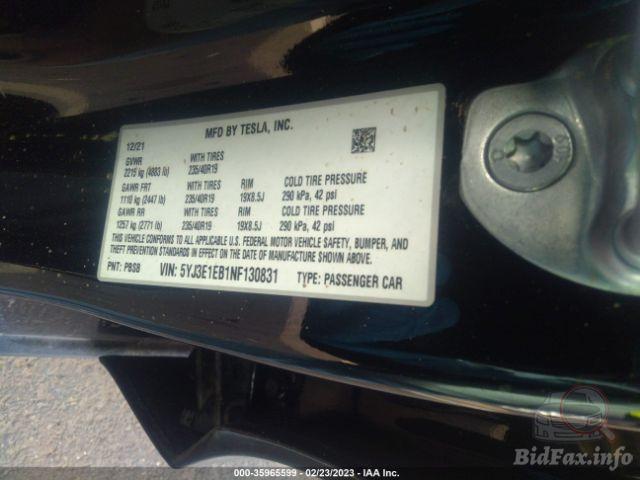 MFD BY TESLA, INC.
12/21
GVWR WITH TIRES
2215 kg (4883 lb) 235/40R19
GAWR FRT WITH TIRES RIM COLD TIRE PRESSURE
1110 kg (2447 lb) 235/40R19 19X8.5J 290 kPa, 42 psi
GAWR RR WITH TIRES RIM COLD TIRE PRESSURE
1257 kg (2771 lb) 235/40R19 19X8.5J 290 kPa, 42 psi
THIS VEHICLE CONFORMS TO ALL APPLICABLE U.S. FEDERAL MOTOR VEHICLE SAFETY, BUMPER, AND
THEFT PREVENTION STANDARDS IN EFFECT ON THE DATE OF MANUFACTURE SHOWN ABOVE.
PNT: PBSB VIN: 5YJ3E1EB1NF130831 TYPE: PASSENGER CAR
BidFax.info
000-35965599 - 02/23/2023 - IAA Inc.